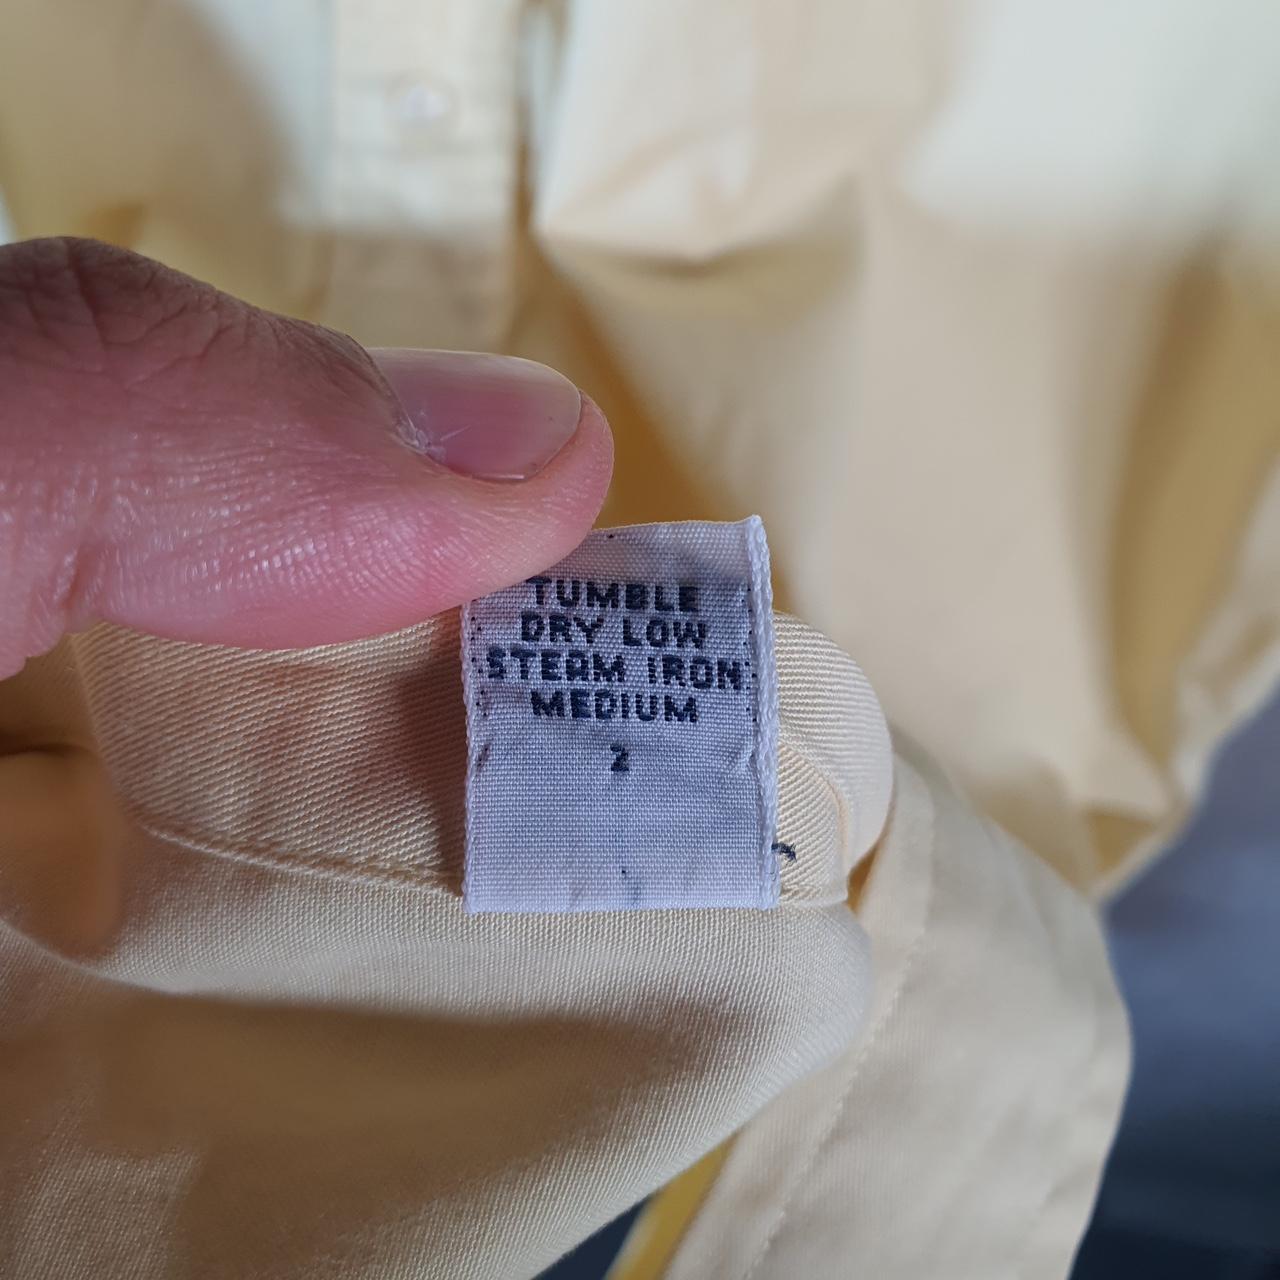 TUMBLE
DRY LOW
STEAM IRON
MEDIUM
2